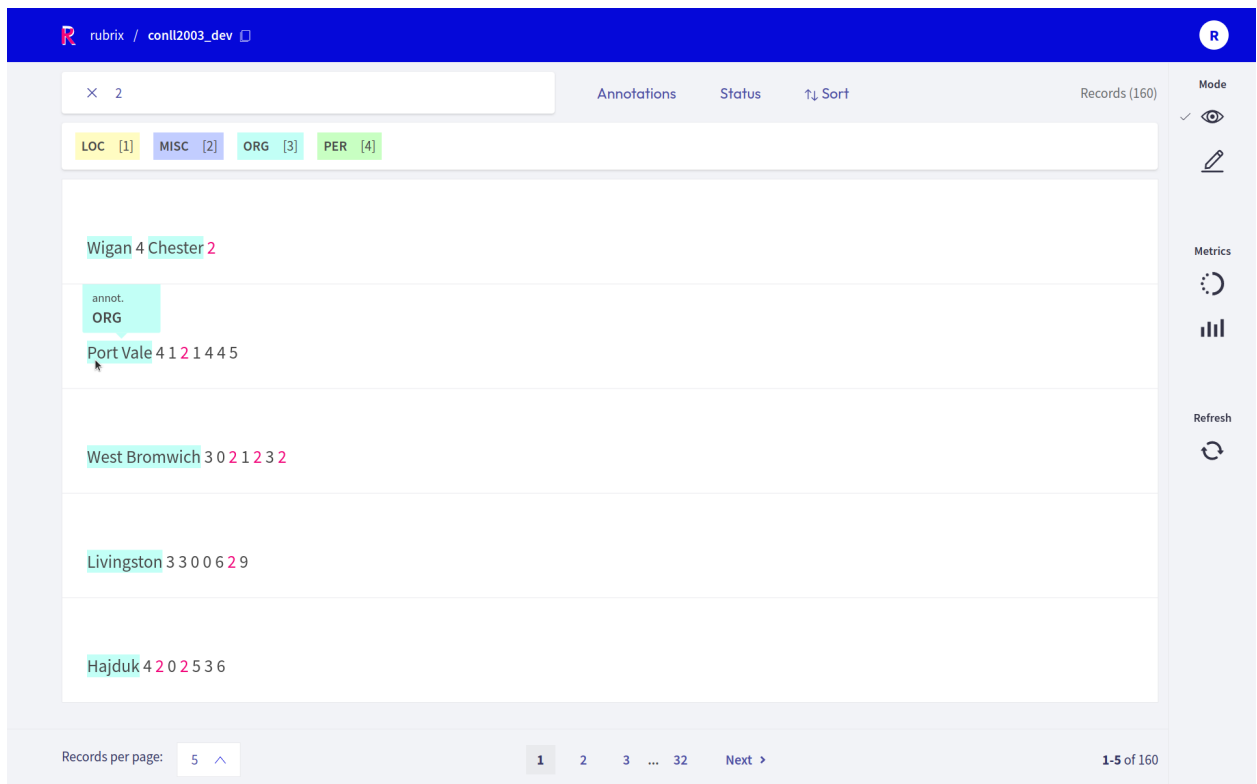 R rubrix / conll2003_dev R
2 Annotations Status Sort Records (160) Mode
LOC [1] MISC [2] ORG [3] PER [4]
Wigan 4 Chester 2
Metrics
annot.
ORG
Port Vale 4 1 2 1 4 4 5
Refresh
West Bromwich 3 0 2 1 2 3 2
Livingston 3 3 0 0 6 2 9
Hajduk 4 2 0 2 5 3 6
Records per page: 5 1 2 3 ... 32 Next 1-5 of 160